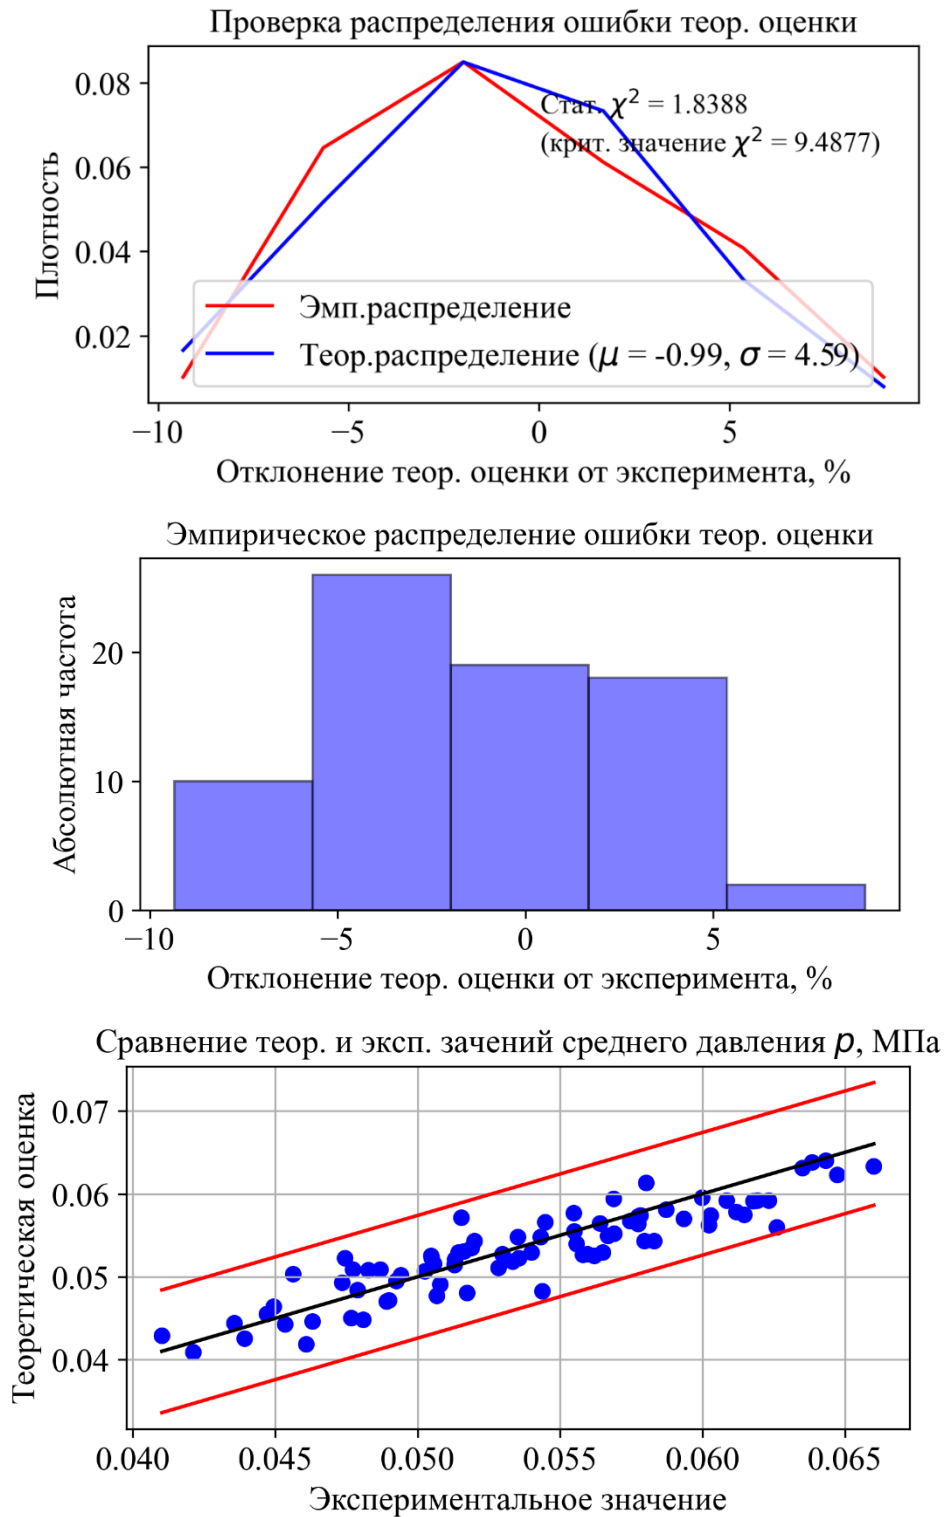 Проверка распределения ошибки теор. оценки
Плотность
0.08
0.06
0.04
0.02
Стат. χ² = 1.8388
(крит. значение χ² = 9.4877)
Эмп.распределение
Теор.распределение (μ = -0.99, σ = 4.59)
−10 −5 0 5
Отклонение теор. оценки от эксперимента, %
Эмпирическое распределение ошибки теор. оценки
Абсолютная частота
20
10
0
−10 −5 0 5
Отклонение теор. оценки от эксперимента, %
Сравнение теор. и эксп. зачений среднего давления p, МПа
Теоретическая оценка
0.07
0.06
0.05
0.04
0.040 0.045 0.050 0.055 0.060 0.065
Экспериментальное значение